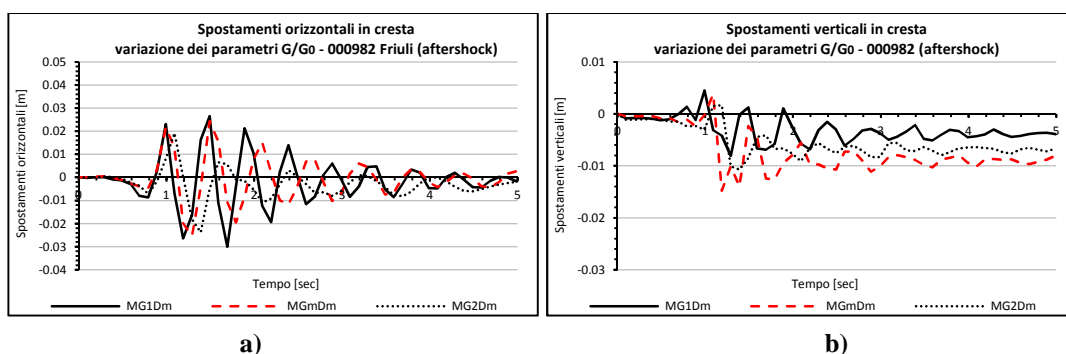 Spostamenti orizzontali in cresta
variazione dei parametri G/G0 - 000982 Friuli (aftershock)
0.05
0.04
0.03
0.02
0.01
0
-0.01
-0.02
-0.03
-0.04
0 1 2 3 4 5
Spostamenti orizzontali [m]
Tempo [sec]
MG1Dm MGmDm MG2Dm
a)
Spostamenti verticali in cresta
variazione dei parametri G/G0 - 000982 (aftershock)
0.01
0
-0.01
-0.02
-0.03
0 1 2 3 4 5
Spostamenti verticali [m]
Tempo [sec]
MG1Dm MGmDm MG2Dm
b)